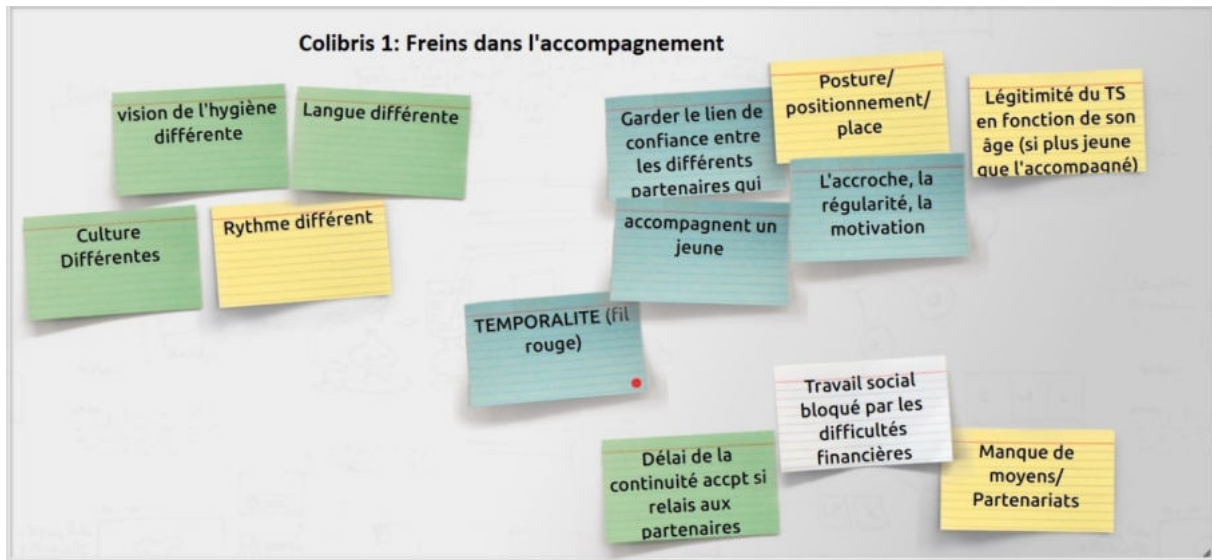 Colibris 1: Freins dans l'accompagnement
vision de l'hygiène
différente
Langue différente
Culture
Différentes
Rythme différent
Garder le lien de
confiance entre
les différents
partenaires qui
accompagnent un
jeune
Posture/
positionnement/
place
Légitimité du TS
en fonction de son
âge (si plus jeune
que l'accompagné)
L'accroche, la
régularité, la
motivation
TEMPORALITE (fil
rouge)
Travail social
bloqué par les
difficultés
financières
Délai de la
continuité accpt si
relais aux
partenaires
Manque de
moyens/
Partenariats